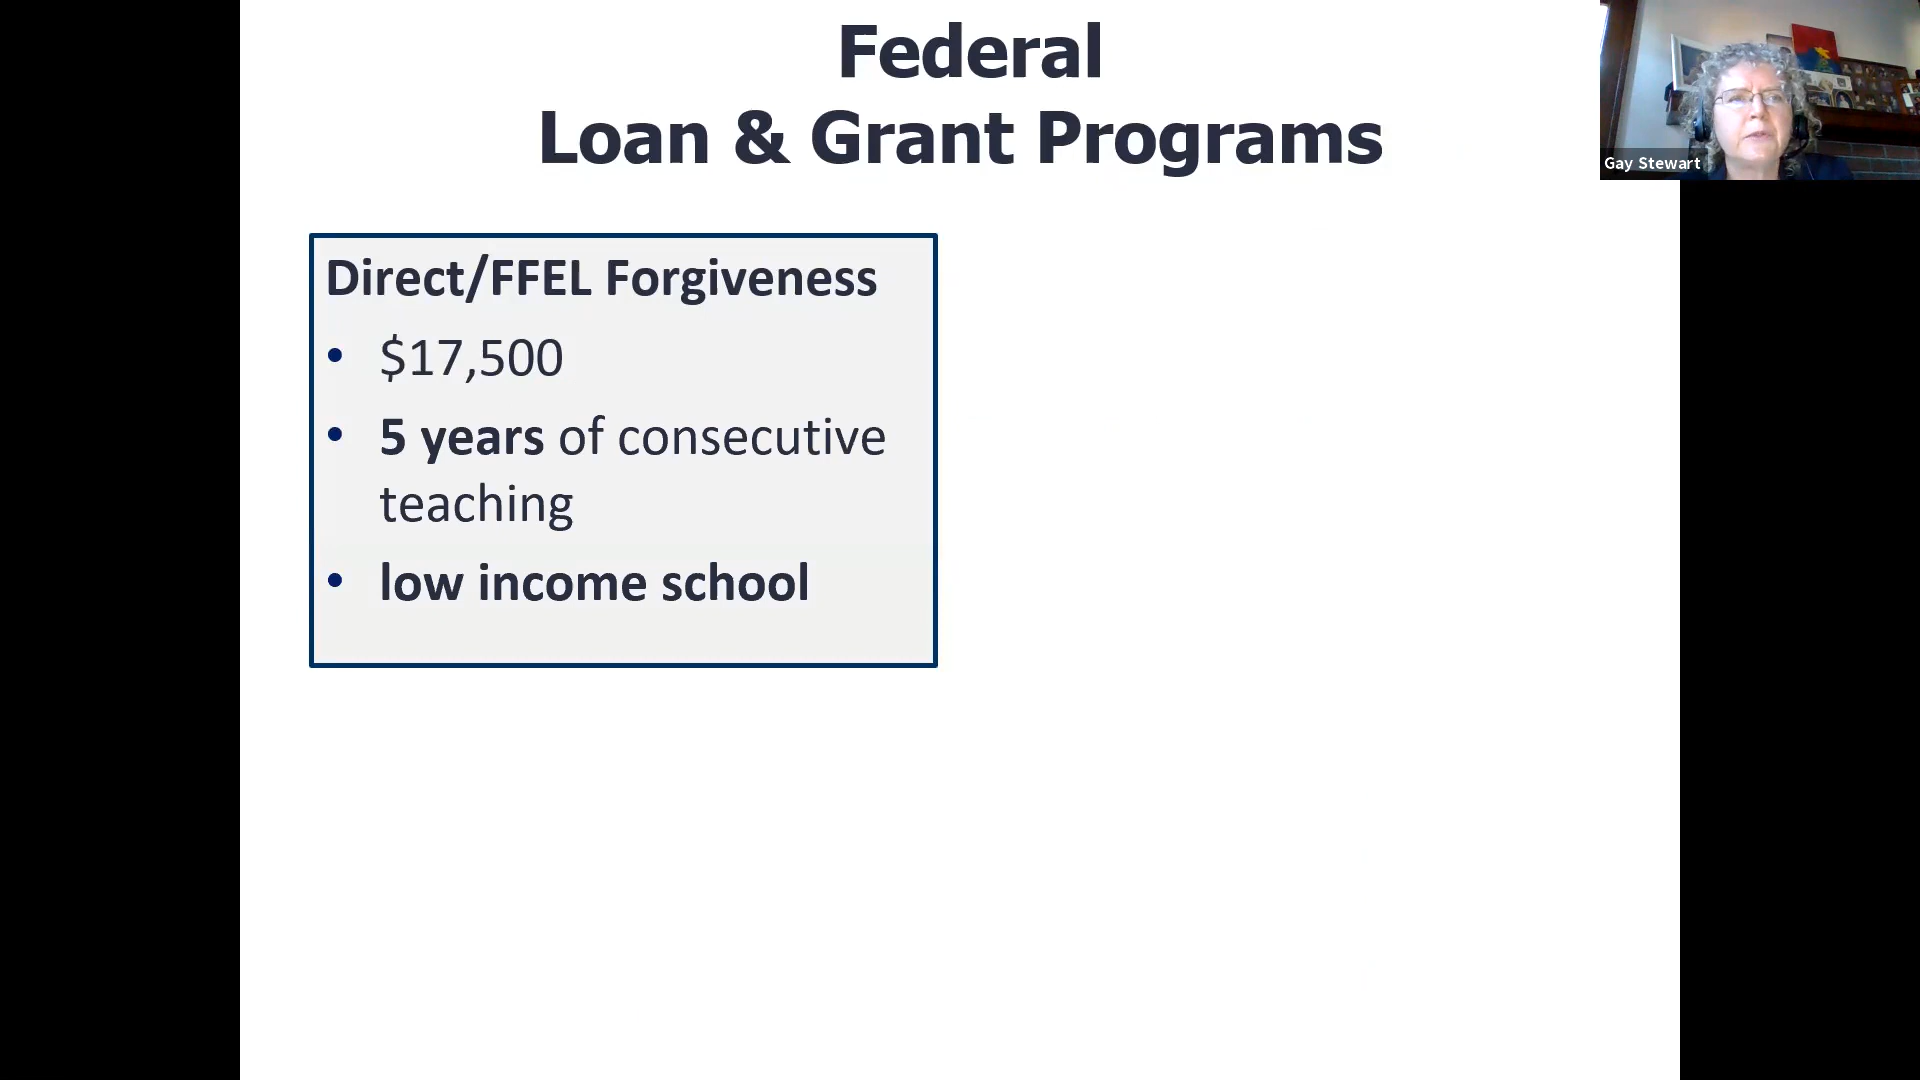 Federal
Loan & Grant Programs
Gay Stewart
Direct/FFEL Forgiveness
• $17,500
• 5 years of consecutive
teaching
• low income school